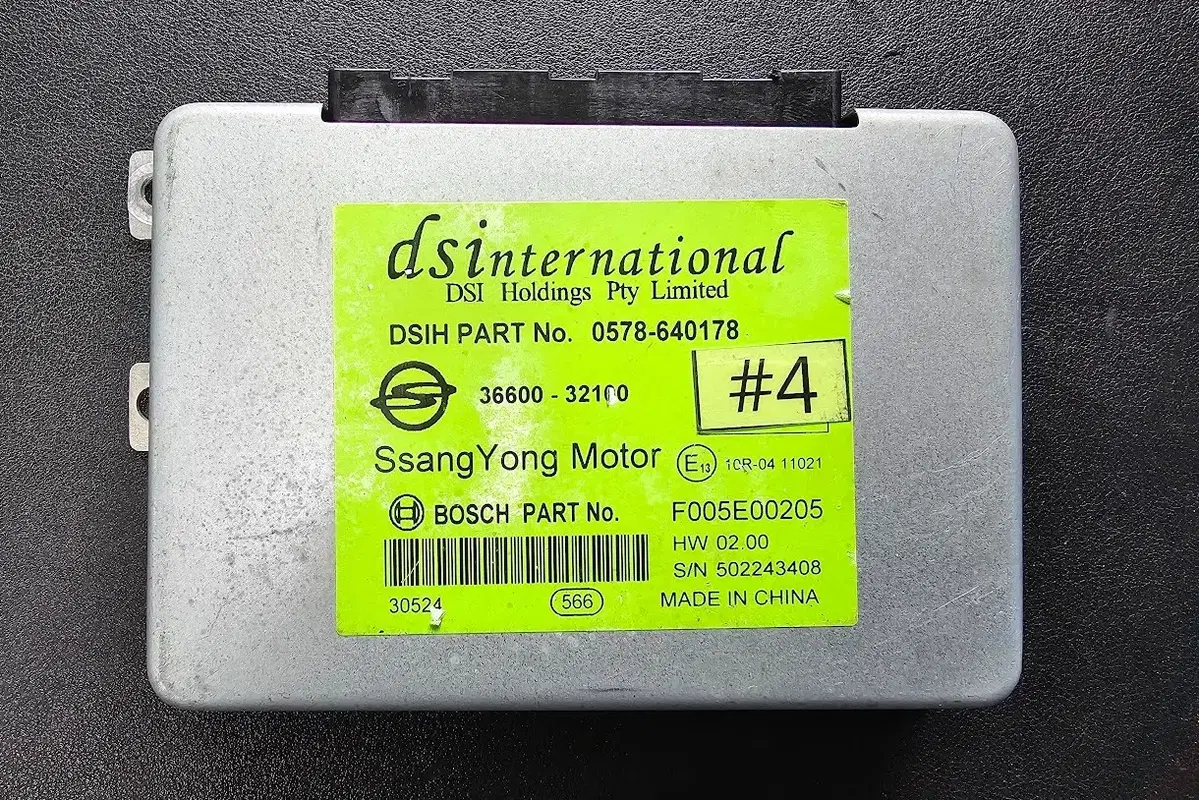 dsinternational
DSI Holdings Pty Limited
DSIH PART No. 0578-640178
#4
36600 - 32100
SsangYong Motor E13 10R-04 11021
BOSCH PART No. F005E00205
HW 02.00
S/N 502243408
30524 566 MADE IN CHINA